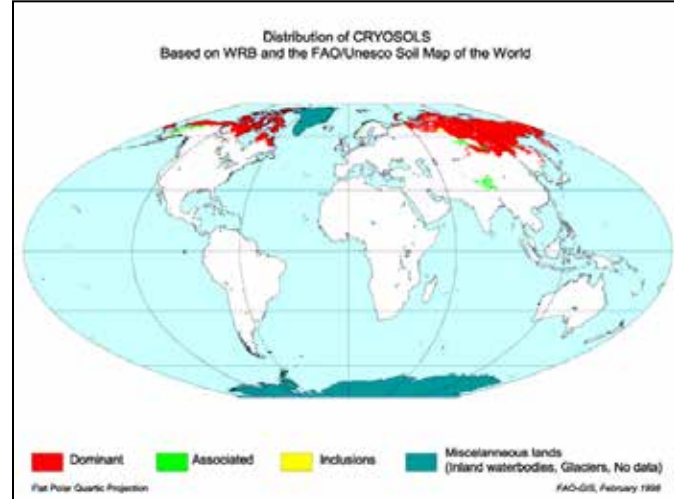 Distribution of CRYOSOLS
Based on WRB and the FAO/Unesco Soil Map of the World
Dominant
Associated
Inclusions
Miscelanneous lands
(Inland waterbodies, Glaciers, No data)
Flat Polar Quartic Projection
FAO-GIS, February 1998